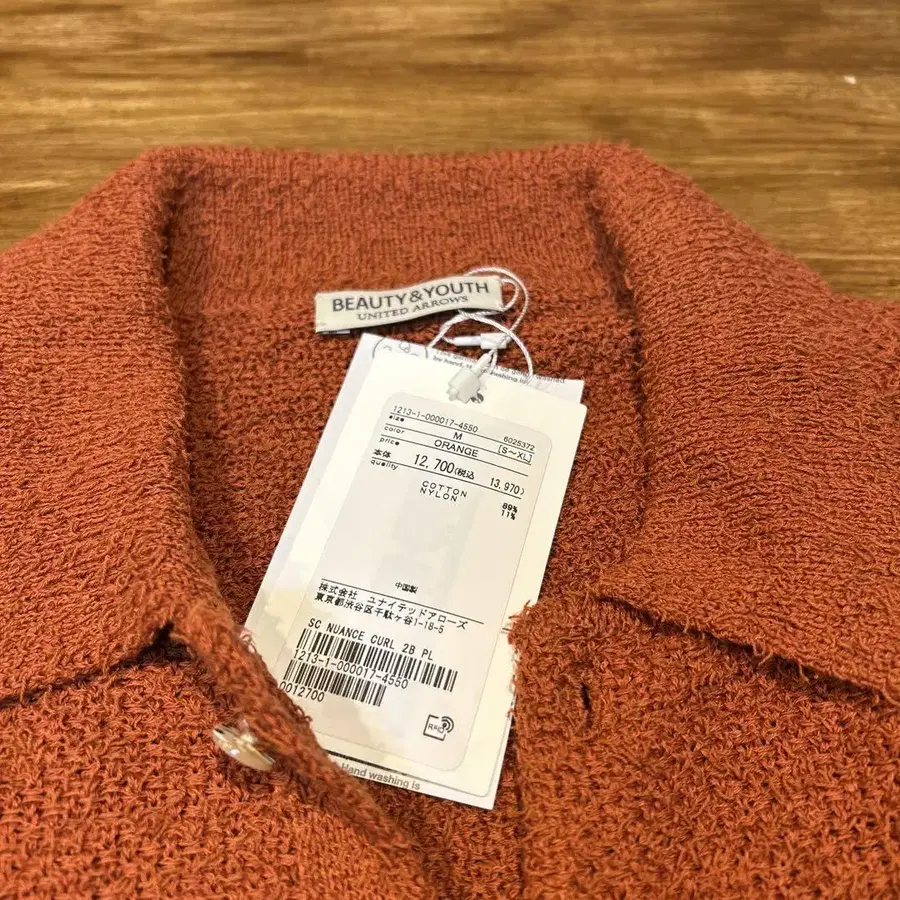 BEAUTY&YOUTH
UNITED ARROWS
1213-1-000017-4550
size M 6025372
color ORANGE [S～XL]
price 本体 12,700(税込 13,970)
quality COTTON 89%
NYLON 11%
中国製
株式会社 ユナイテッドアローズ
東京都渋谷区千駄ヶ谷1-18-5
SC NUANCE CURL 2B PL
1213-1-000017-4550
0012700
RFID
Hand washing is